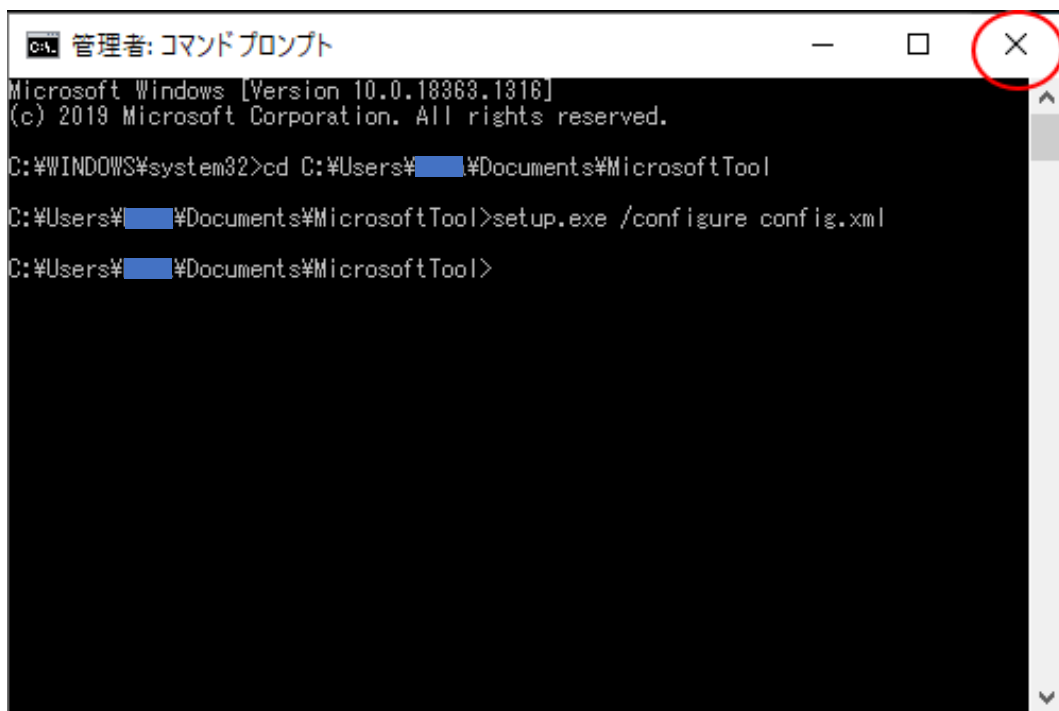 管理者: コマンド プロンプト
Microsoft Windows [Version 10.0.18363.1316]
(c) 2019 Microsoft Corporation. All rights reserved.
C:¥WINDOWS¥system32>cd C:¥Users¥ ¥Documents¥MicrosoftTool
C:¥Users¥ ¥Documents¥MicrosoftTool>setup.exe /configure config.xml
C:¥Users¥ ¥Documents¥MicrosoftTool>